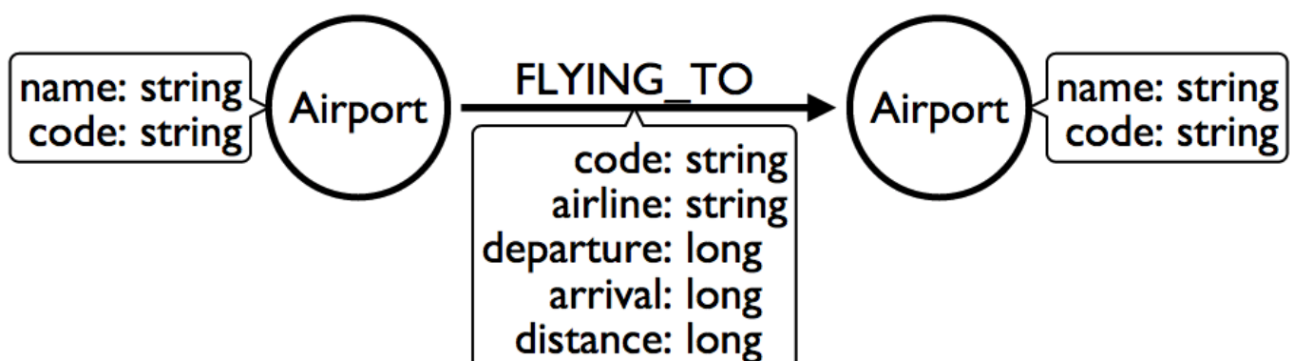 name: string
code: string
Airport
FLYING_TO
code: string
airline: string
departure: long
arrival: long
distance: long
Airport
name: string
code: string